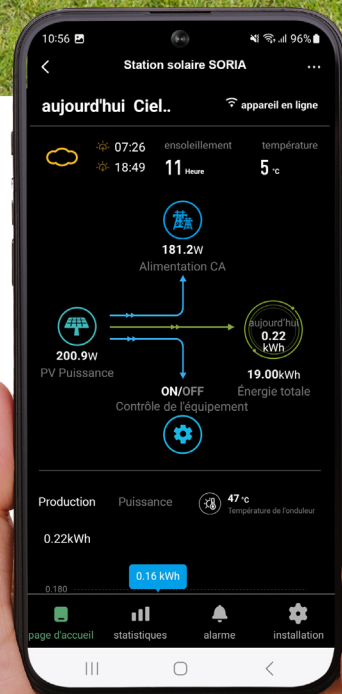 10:56 96%
Station solaire SORIA
aujourd'hui Ciel.. appareil en ligne
07:26 ensoleillement température
18:49 11 Heure 5 °C
181.2W
Alimentation CA
aujourd'hui
0.22
kWh
200.9W
PV Puissance
19.00kWh
Énergie totale
ON/OFF
Contrôle de l'équipement
Production Puissance 47 °C
Température de l'onduleur
0.22kWh
0.16 kWh
0.180
page d'accueil statistiques alarme installation